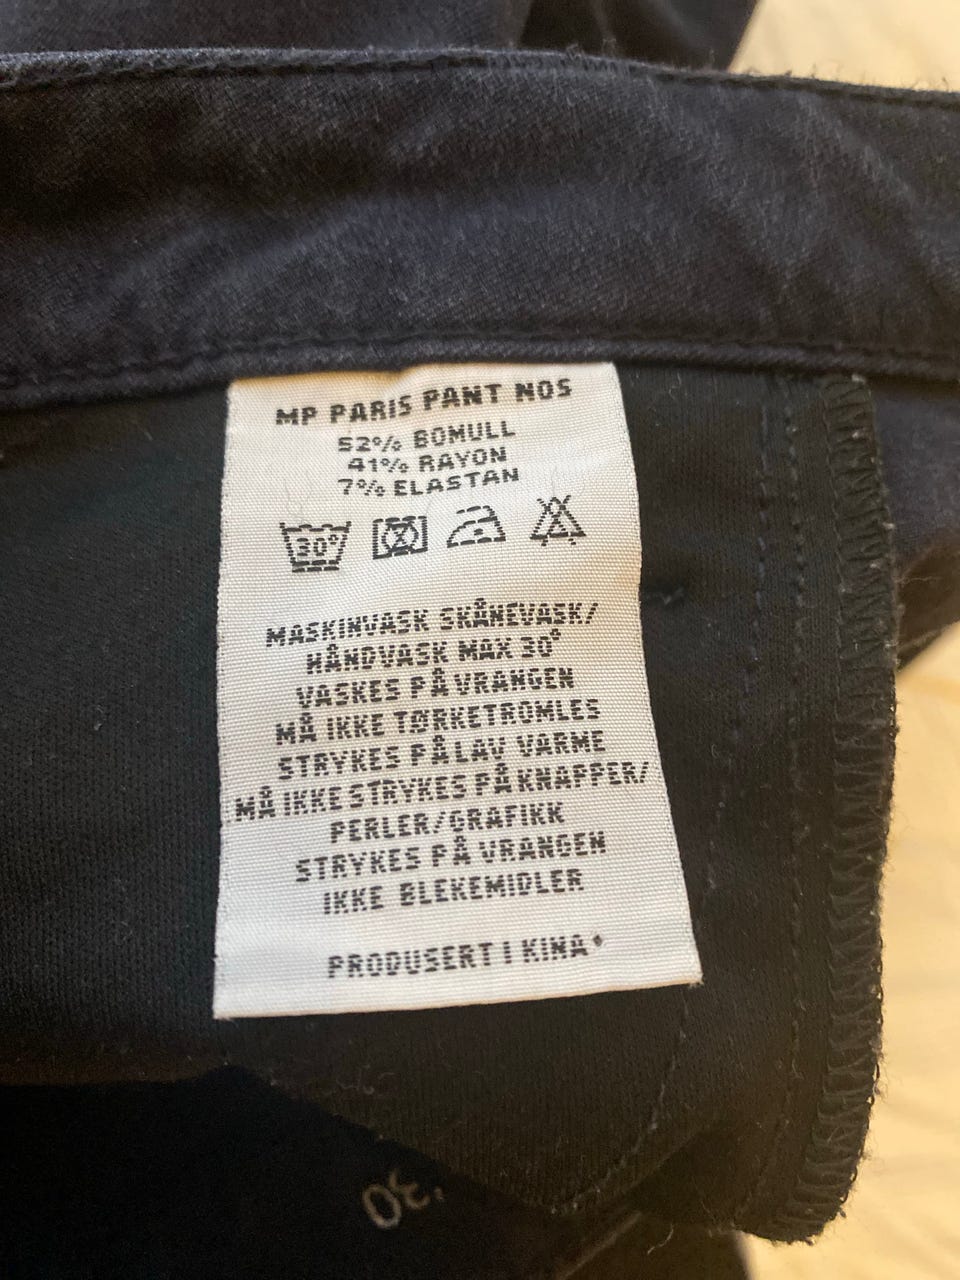 MP PARIS PANT NOS
52% BOMULL
41% RAYON
7% ELASTAN
30°
MASKINVASK SKÅNEVASK/
HÅNDVASK MAX 30°
VASKES PÅ VRANGEN
MÅ IKKE TØRKETROMLES
STRYKES PÅ LAV VARME
MÅ IKKE STRYKES PÅ KNAPPER/
PERLER/GRAFIKK
STRYKES PÅ VRANGEN
IKKE BLEKEMIDLER
PRODUSERT I KINA
30